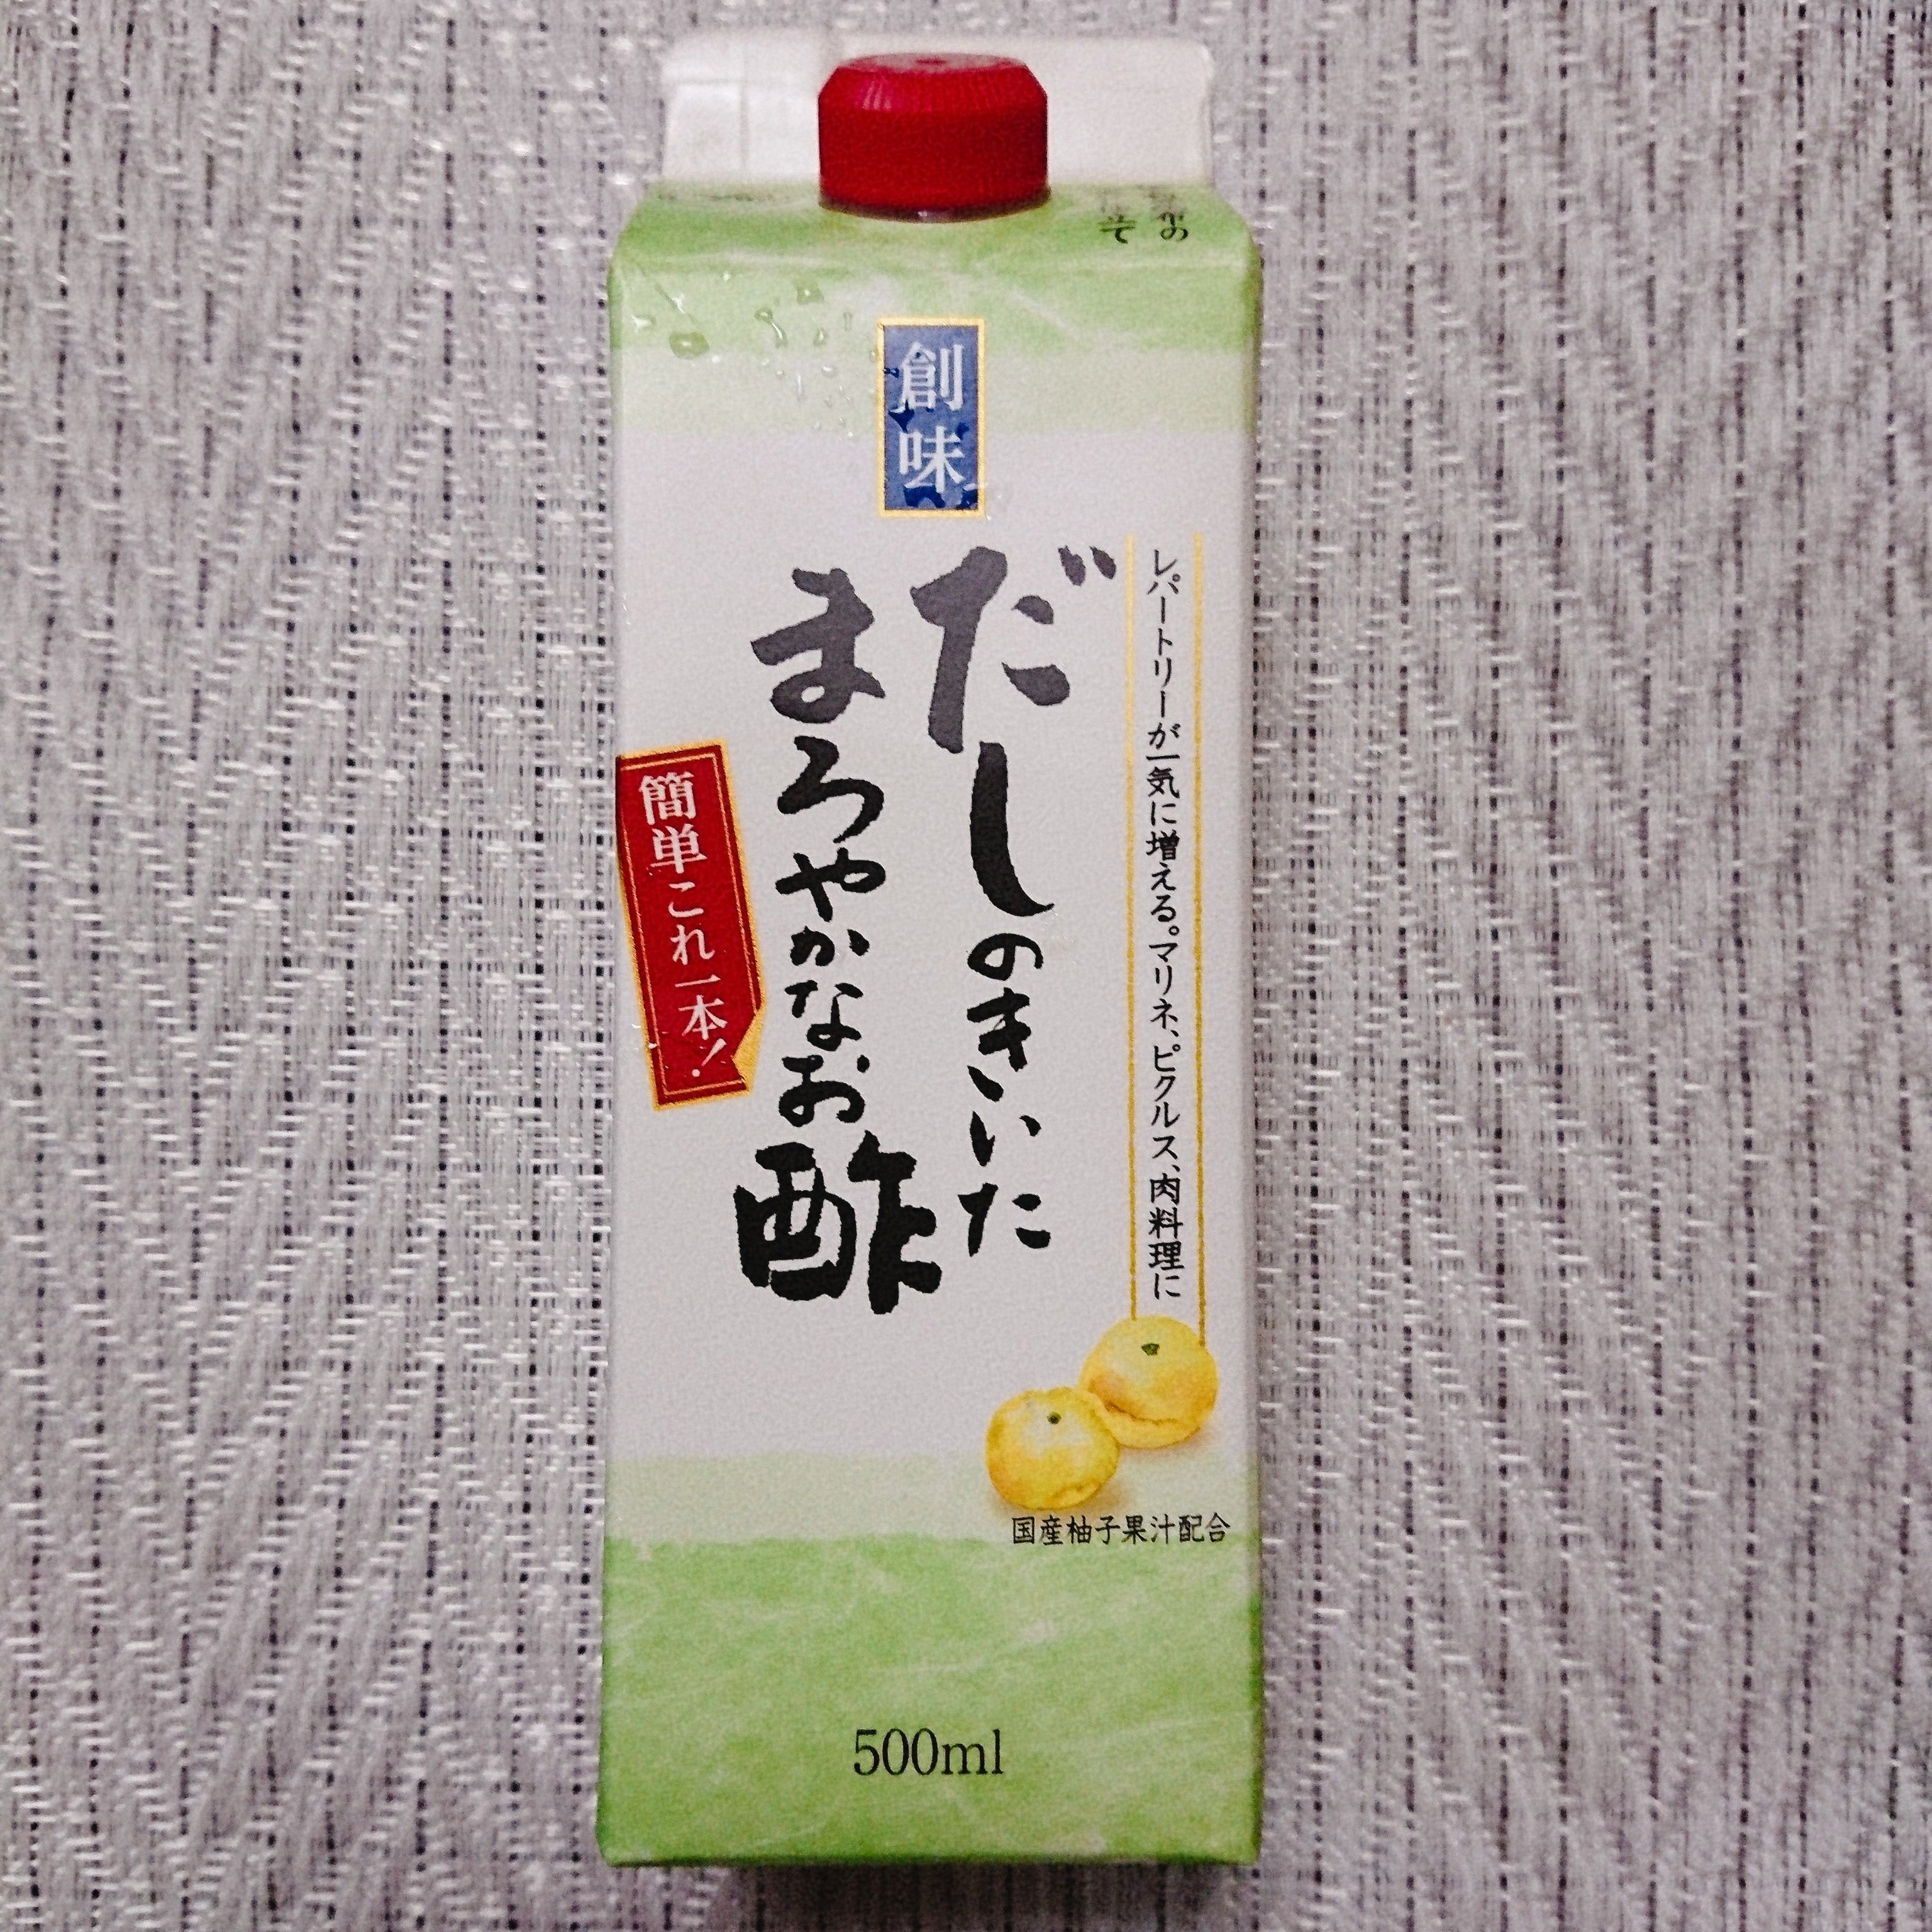 創味
レパートリーが一気に増える。マリネ、ピクルス、肉料理に
だしのきいた
まろやかなお酢
簡単これ一本!
国産柚子果汁配合
500ml